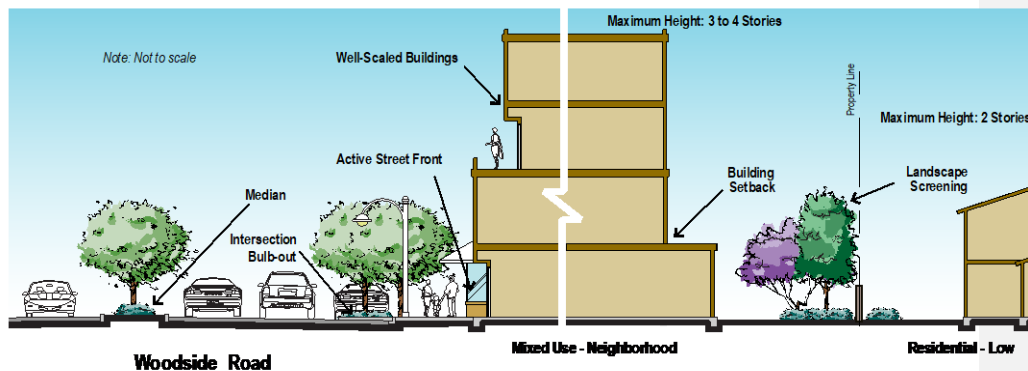 Maximum Height: 3 to 4 Stories
Note: Not to scale
Well-Scaled Buildings
Property Line
Maximum Height: 2 Stories
Active Street Front
Building
Setback
Landscape
Screening
Median
Intersection
Bulb-out
Mixed Use - Neighborhood
Residential - Low
Woodside Road